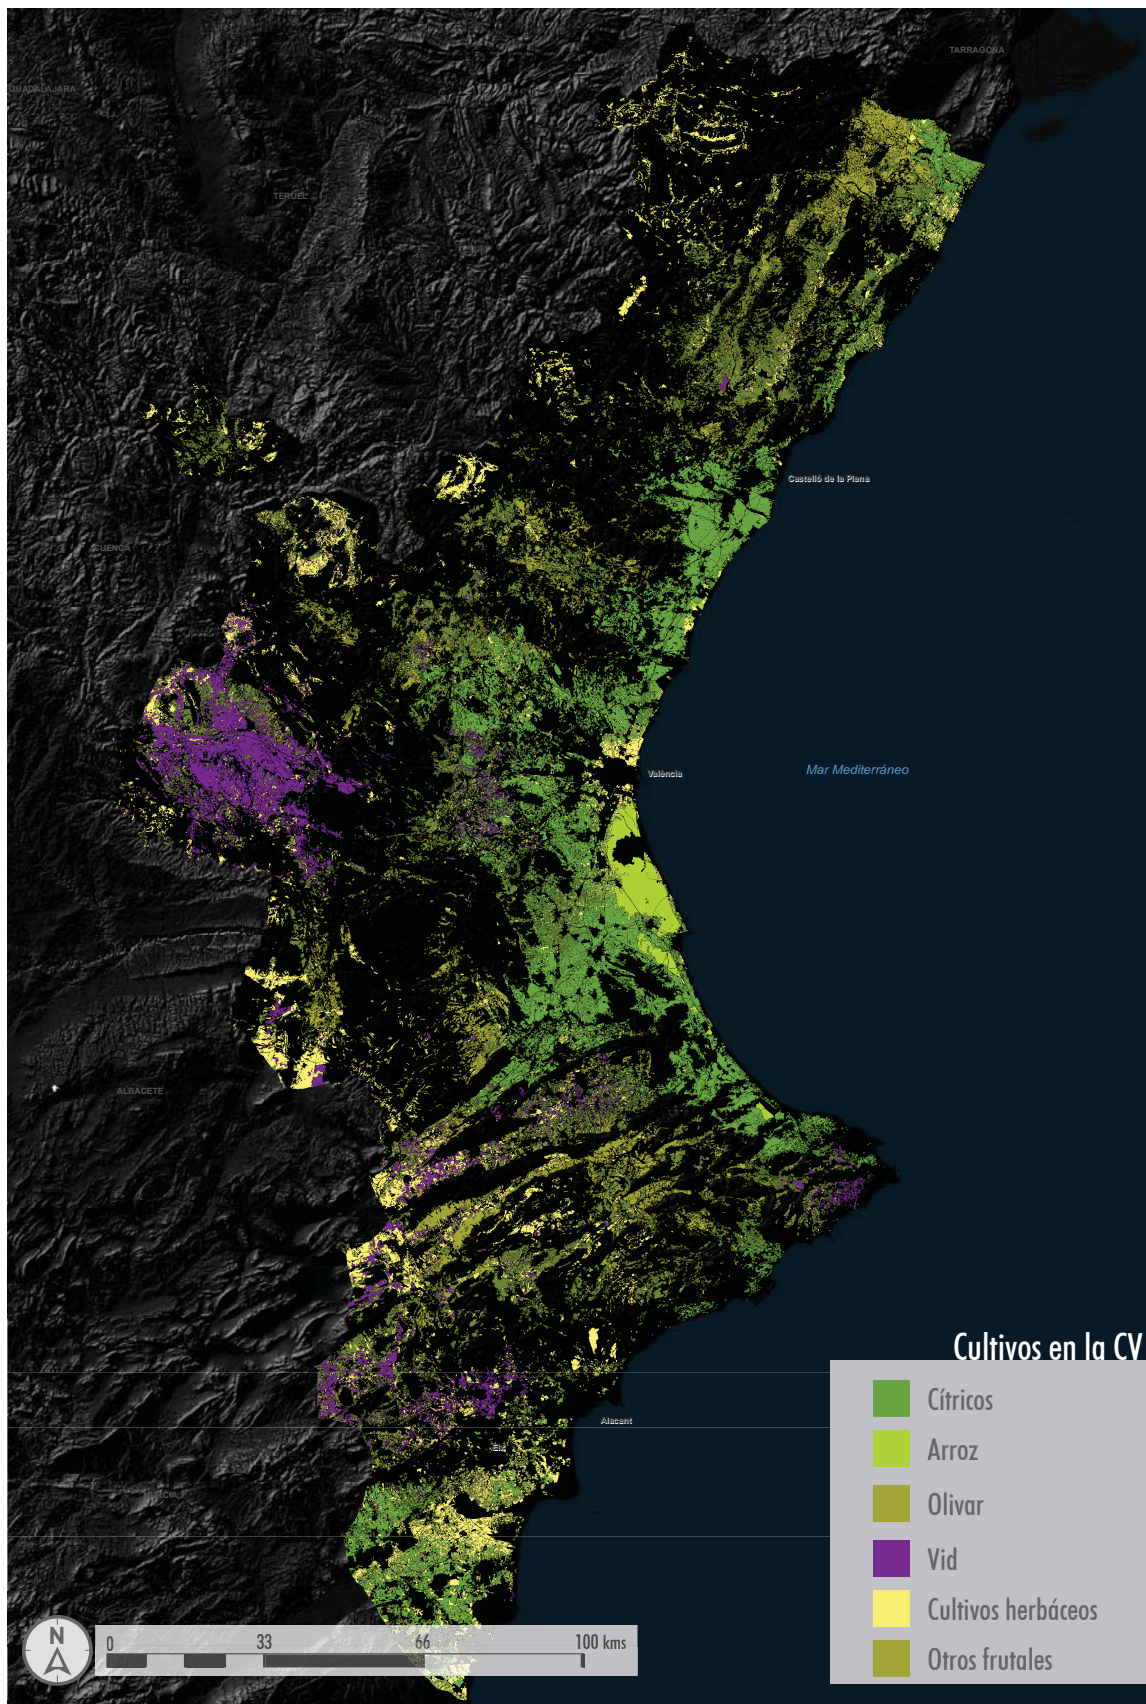 TARRAGONA
GUADALAJARA
TERUEL
Castelló de la Plana
CUENCA
Mar Mediterráneo
València
ALBACETE
Cultivos en la CV
Cítricos
Alacant
Arroz
Elx
Olivar
Vid
Cultivos herbáceos
Otros frutales
N
0 33 66 100 kms